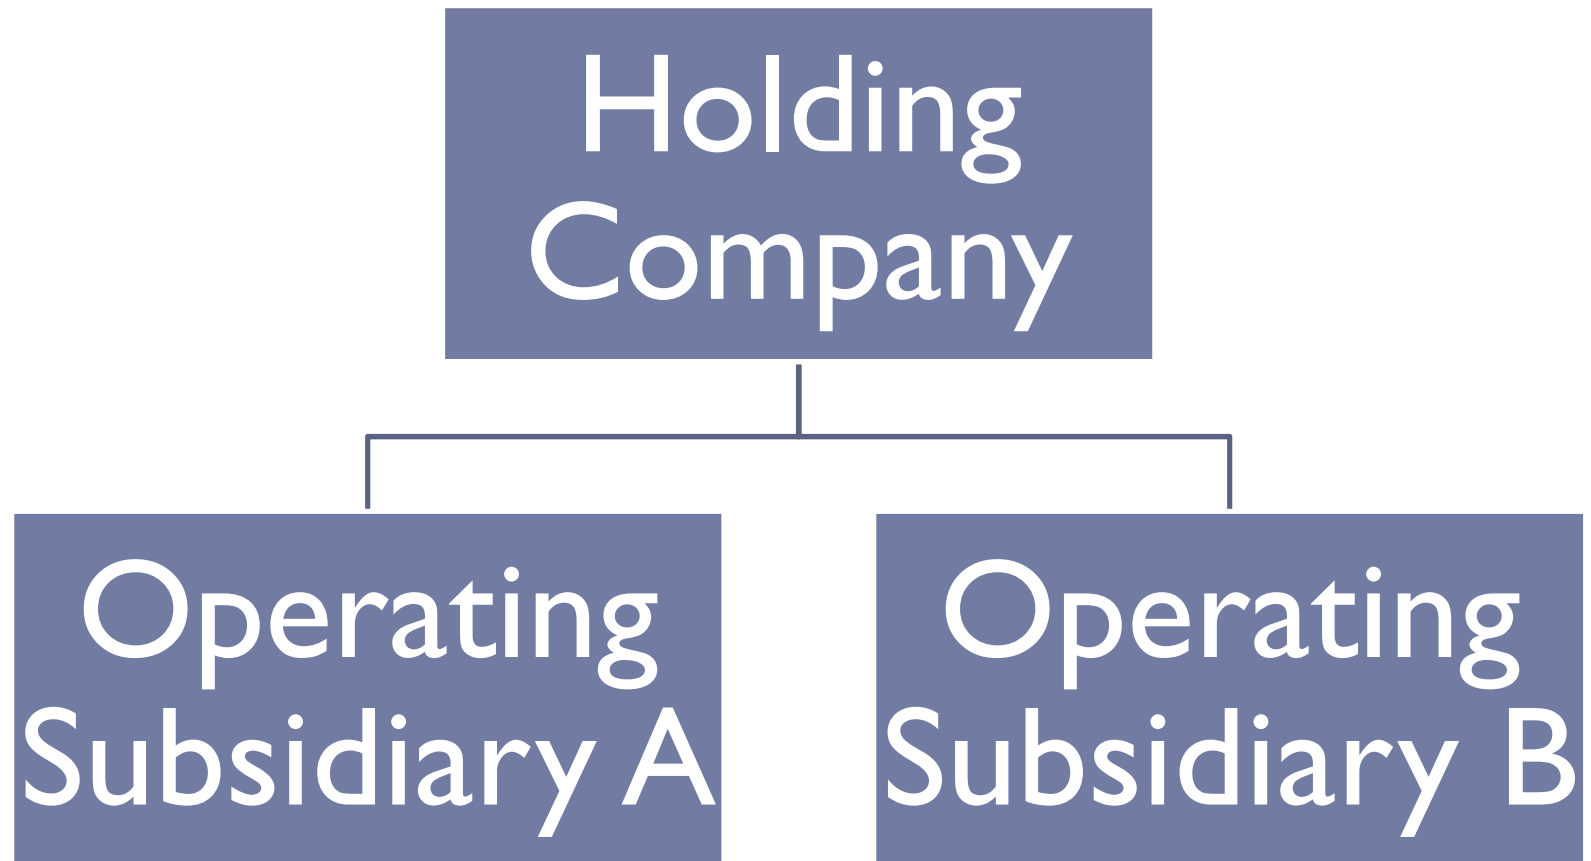 Holding
Company
Operating
Subsidiary A
Operating
Subsidiary B